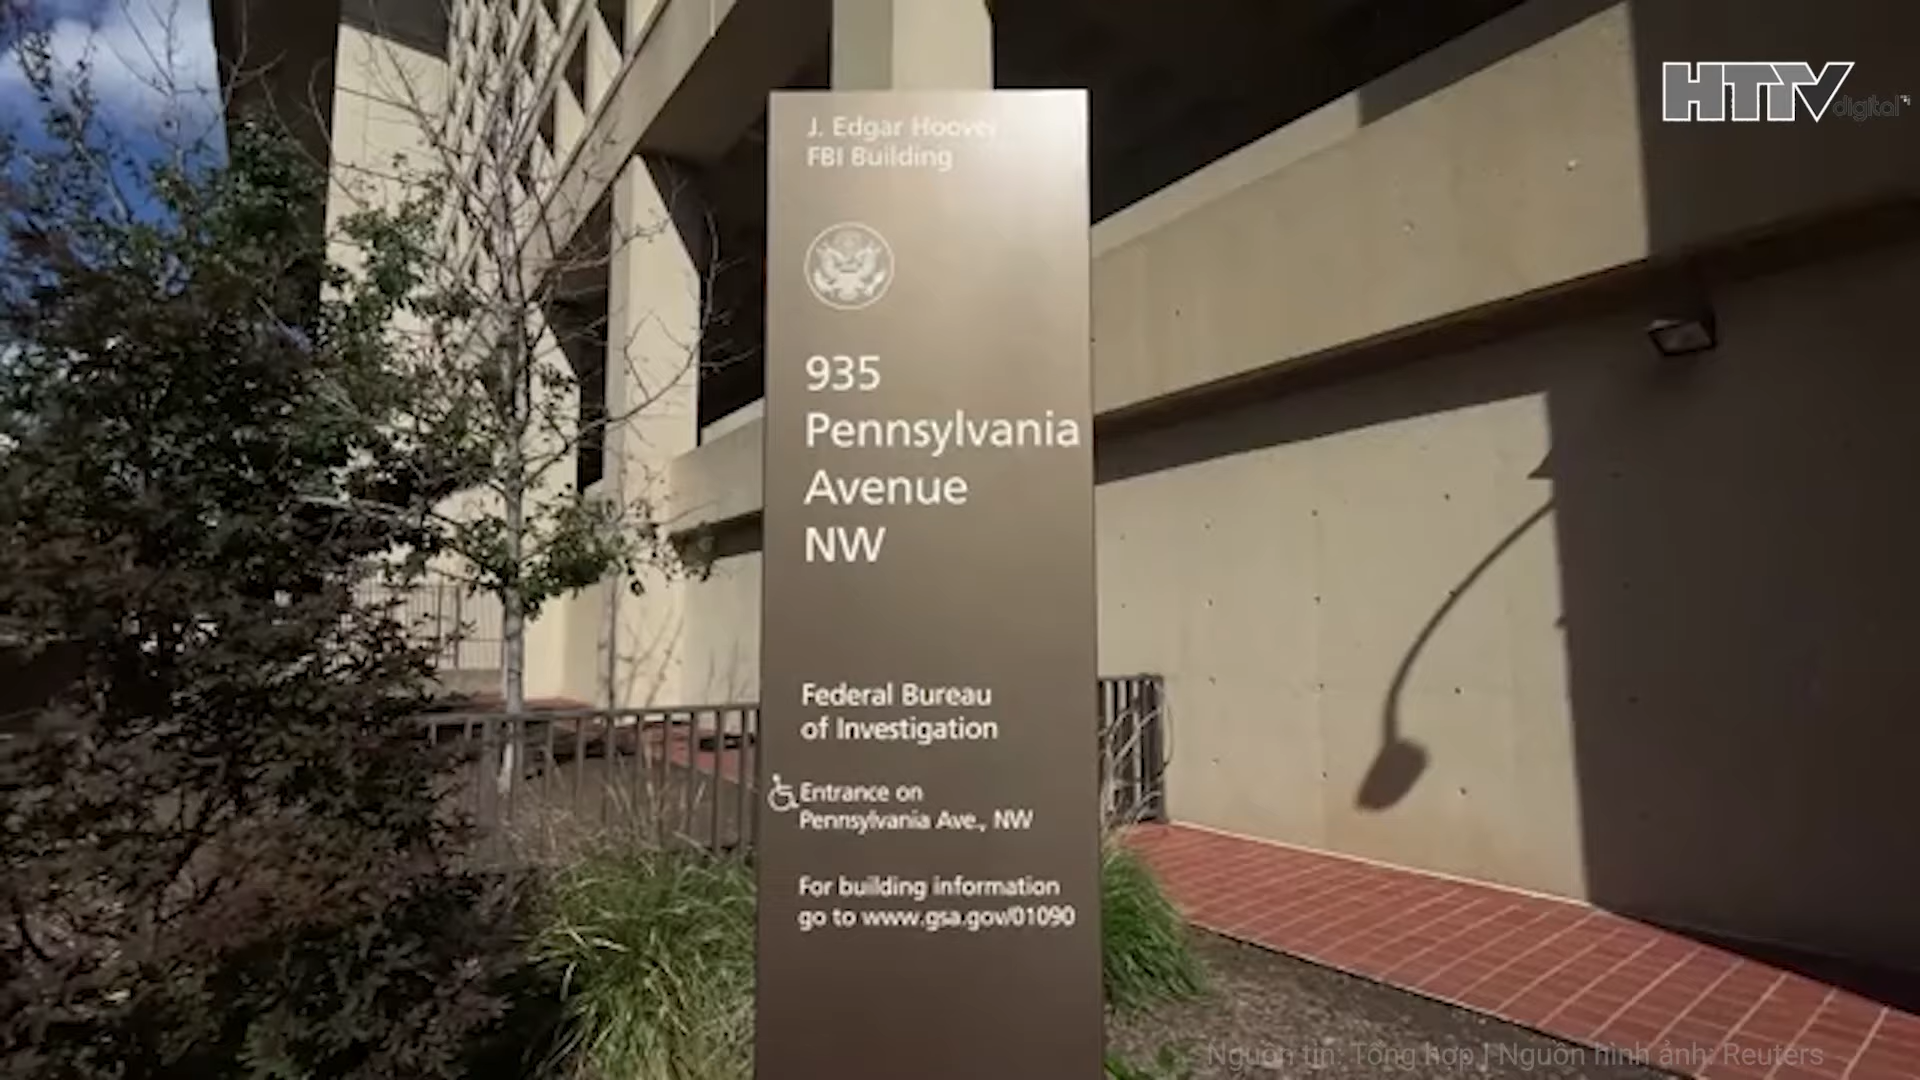 HTTV
digital
J. Edgar Hoover
FBI Building
935
Pennsylvania
Avenue
NW
Federal Bureau
of Investigation
Entrance on
Pennsylvania Ave., NW
For building information
go to www.gsa.gov/01090
Nguồn tin: Tổng hợp | Nguồn hình ảnh: Reuters